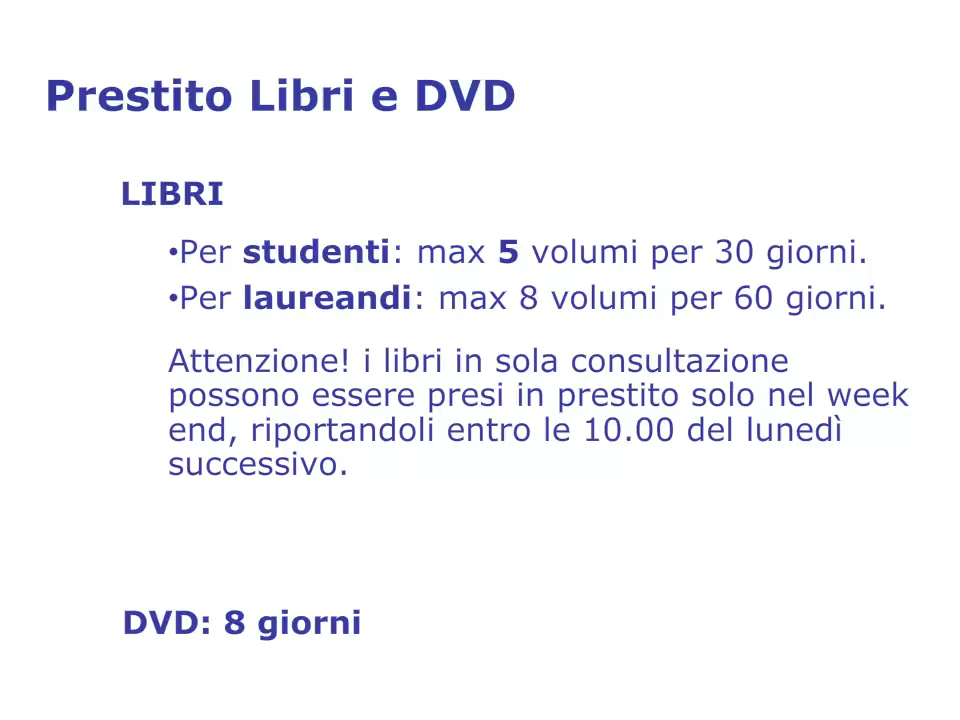 Prestito Libri e DVD
LIBRI
•Per studenti: max 5 volumi per 30 giorni.
•Per laureandi: max 8 volumi per 60 giorni.
Attenzione! i libri in sola consultazione
possono essere presi in prestito solo nel week
end, riportandoli entro le 10.00 del lunedì
successivo.
DVD: 8 giorni